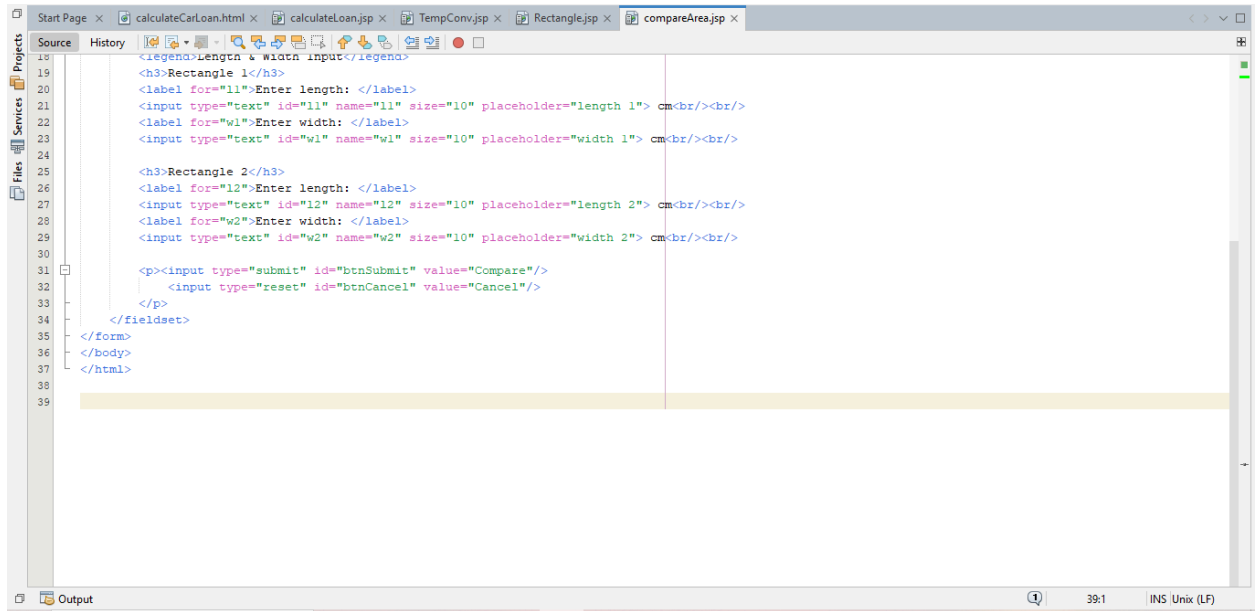 Start Page calculateCarLoan.html calculateLoan.jsp TempConv.jsp Rectangle.jsp compareArea.jsp
Source History
Projects
Services
Files
18 <legend>Length & Width Input</legend>
19 <h3>Rectangle 1</h3>
20 <label for="l1">Enter length: </label>
21 <input type="text" id="l1" name="l1" size="10" placeholder="length 1"> cm<br/><br/>
22 <label for="w1">Enter width: </label>
23 <input type="text" id="w1" name="w1" size="10" placeholder="width 1"> cm<br/><br/>
24
25 <h3>Rectangle 2</h3>
26 <label for="l2">Enter length: </label>
27 <input type="text" id="l2" name="l2" size="10" placeholder="length 2"> cm<br/><br/>
28 <label for="w2">Enter width: </label>
29 <input type="text" id="w2" name="w2" size="10" placeholder="width 2"> cm<br/><br/>
30
31 <p><input type="submit" id="btnSubmit" value="Compare"/>
32 <input type="reset" id="btnCancel" value="Cancel"/>
33 </p>
34 </fieldset>
35 </form>
36 </body>
37 </html>
38
39
Output 1 39:1 INS Unix (LF)